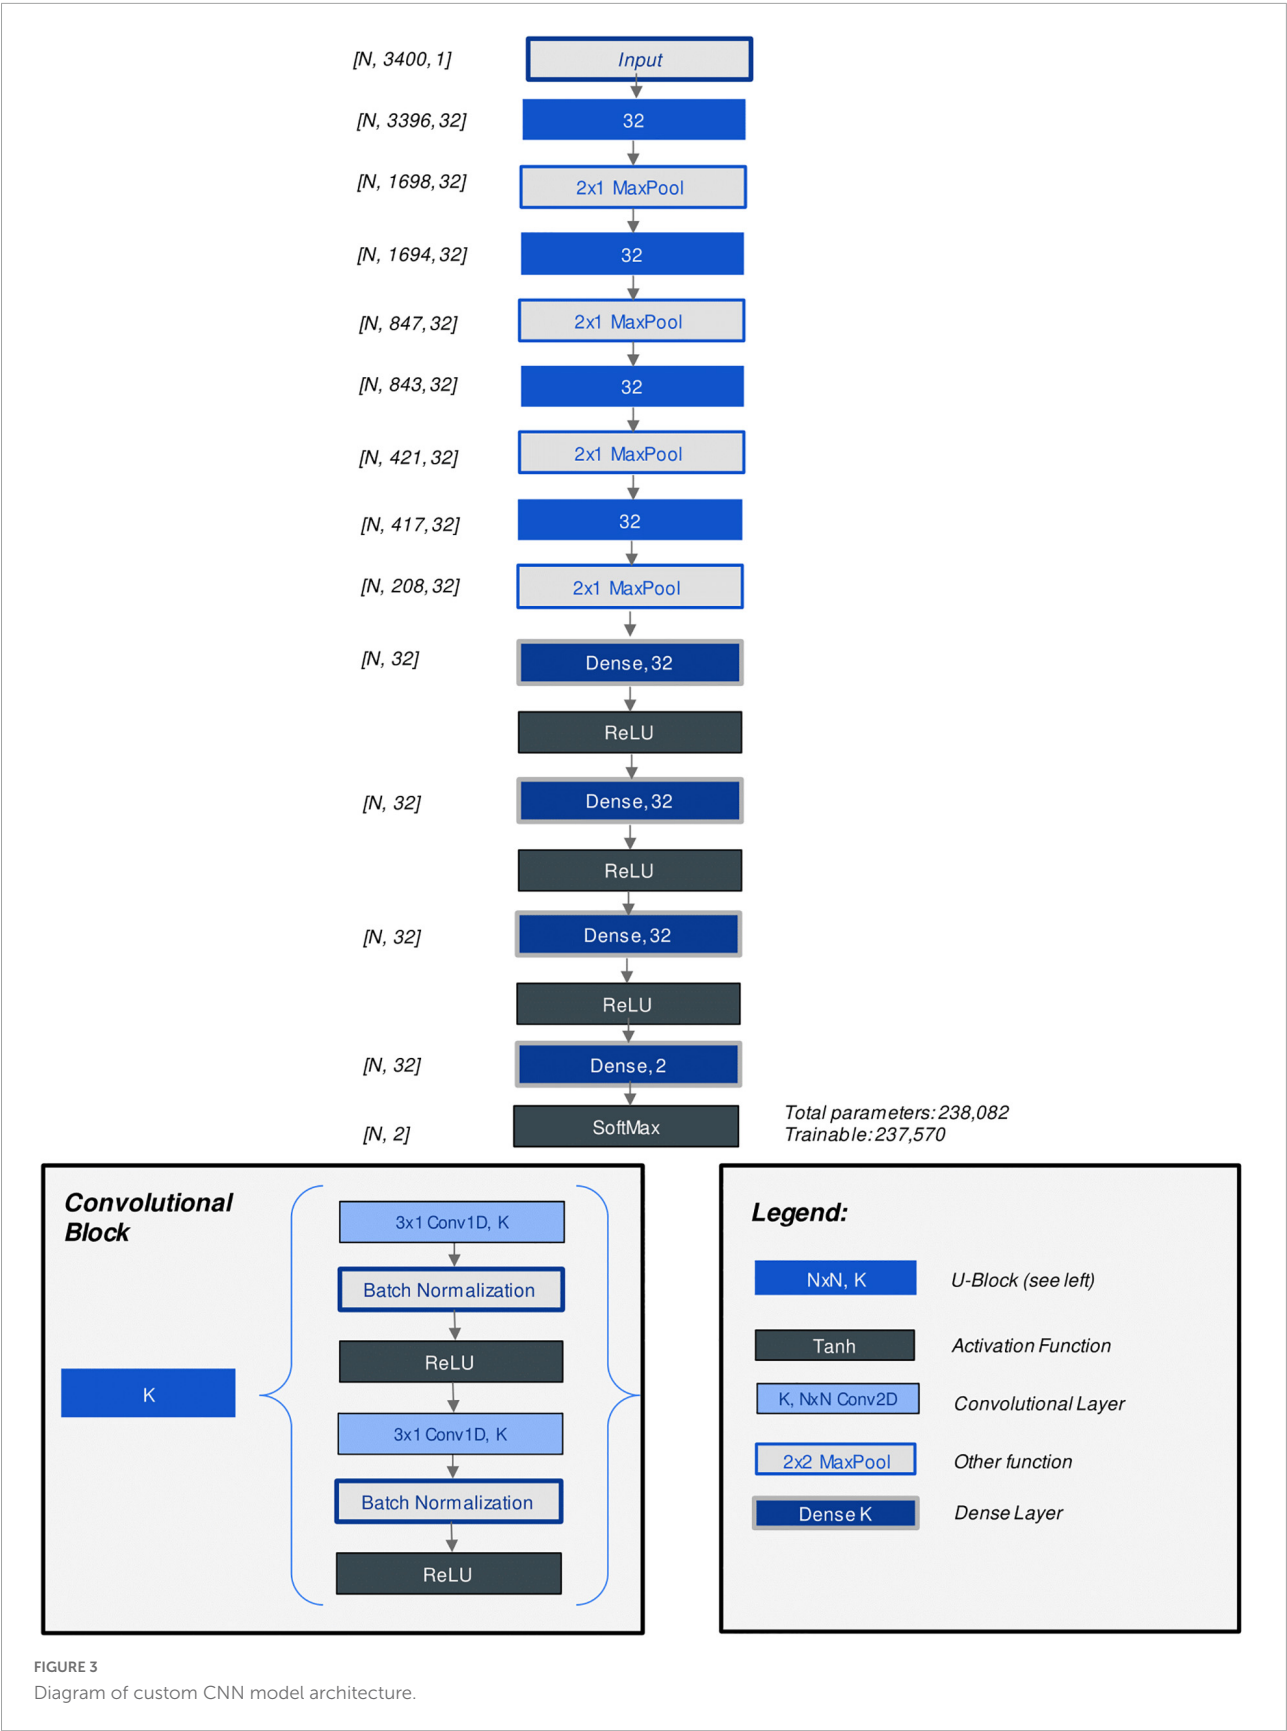 [N, 3400, 1]
Input
[N, 3396, 32]
32
[N, 1698, 32]
2x1 MaxPool
[N, 1694, 32]
32
[N, 847, 32]
2x1 MaxPool
[N, 843, 32]
32
[N, 421, 32]
2x1 MaxPool
[N, 417, 32]
32
[N, 208, 32]
2x1 MaxPool
[N, 32]
Dense, 32
ReLU
[N, 32]
Dense, 32
ReLU
[N, 32]
Dense, 32
ReLU
[N, 32]
Dense, 2
[N, 2]
SoftMax
Total parameters: 238,082
Trainable: 237,570
Convolutional
Block
K
3x1 Conv1D, K
Batch Normalization
ReLU
3x1 Conv1D, K
Batch Normalization
ReLU
Legend:
NxN, K
U-Block (see left)
Tanh
Activation Function
K, NxN Conv2D
Convolutional Layer
2x2 MaxPool
Other function
Dense K
Dense Layer
FIGURE 3
Diagram of custom CNN model architecture.